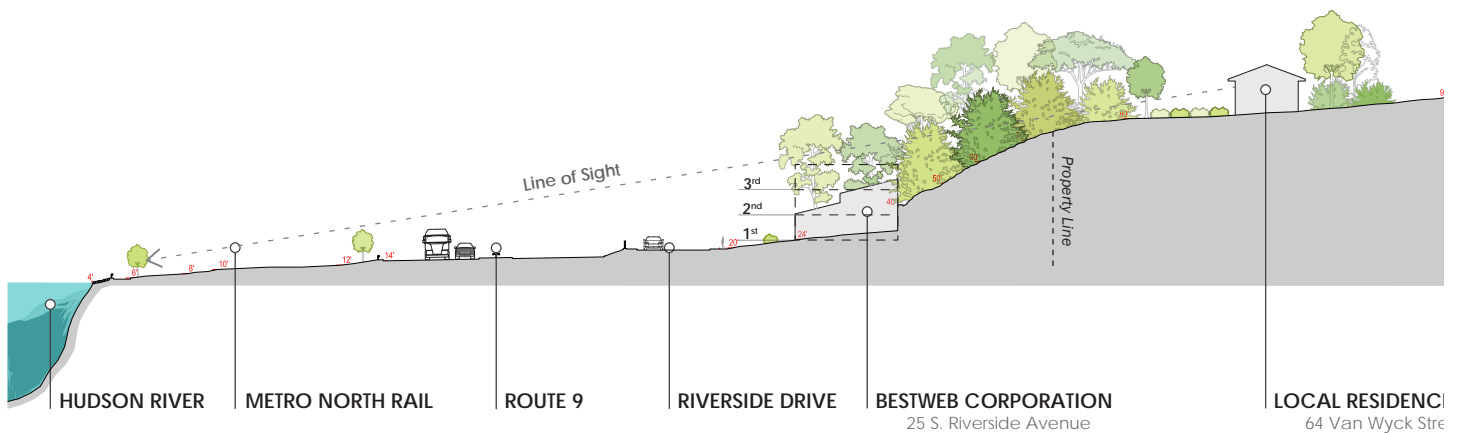 Line of Sight
3rd
2nd
1st
4'
6'
8'
10'
12'
14'
20'
24'
40'
50'
60'
80'
Property Line
HUDSON RIVER
METRO NORTH RAIL
ROUTE 9
RIVERSIDE DRIVE
BESTWEB CORPORATION
25 S. Riverside Avenue
LOCAL RESIDENC
64 Van Wyck Stre